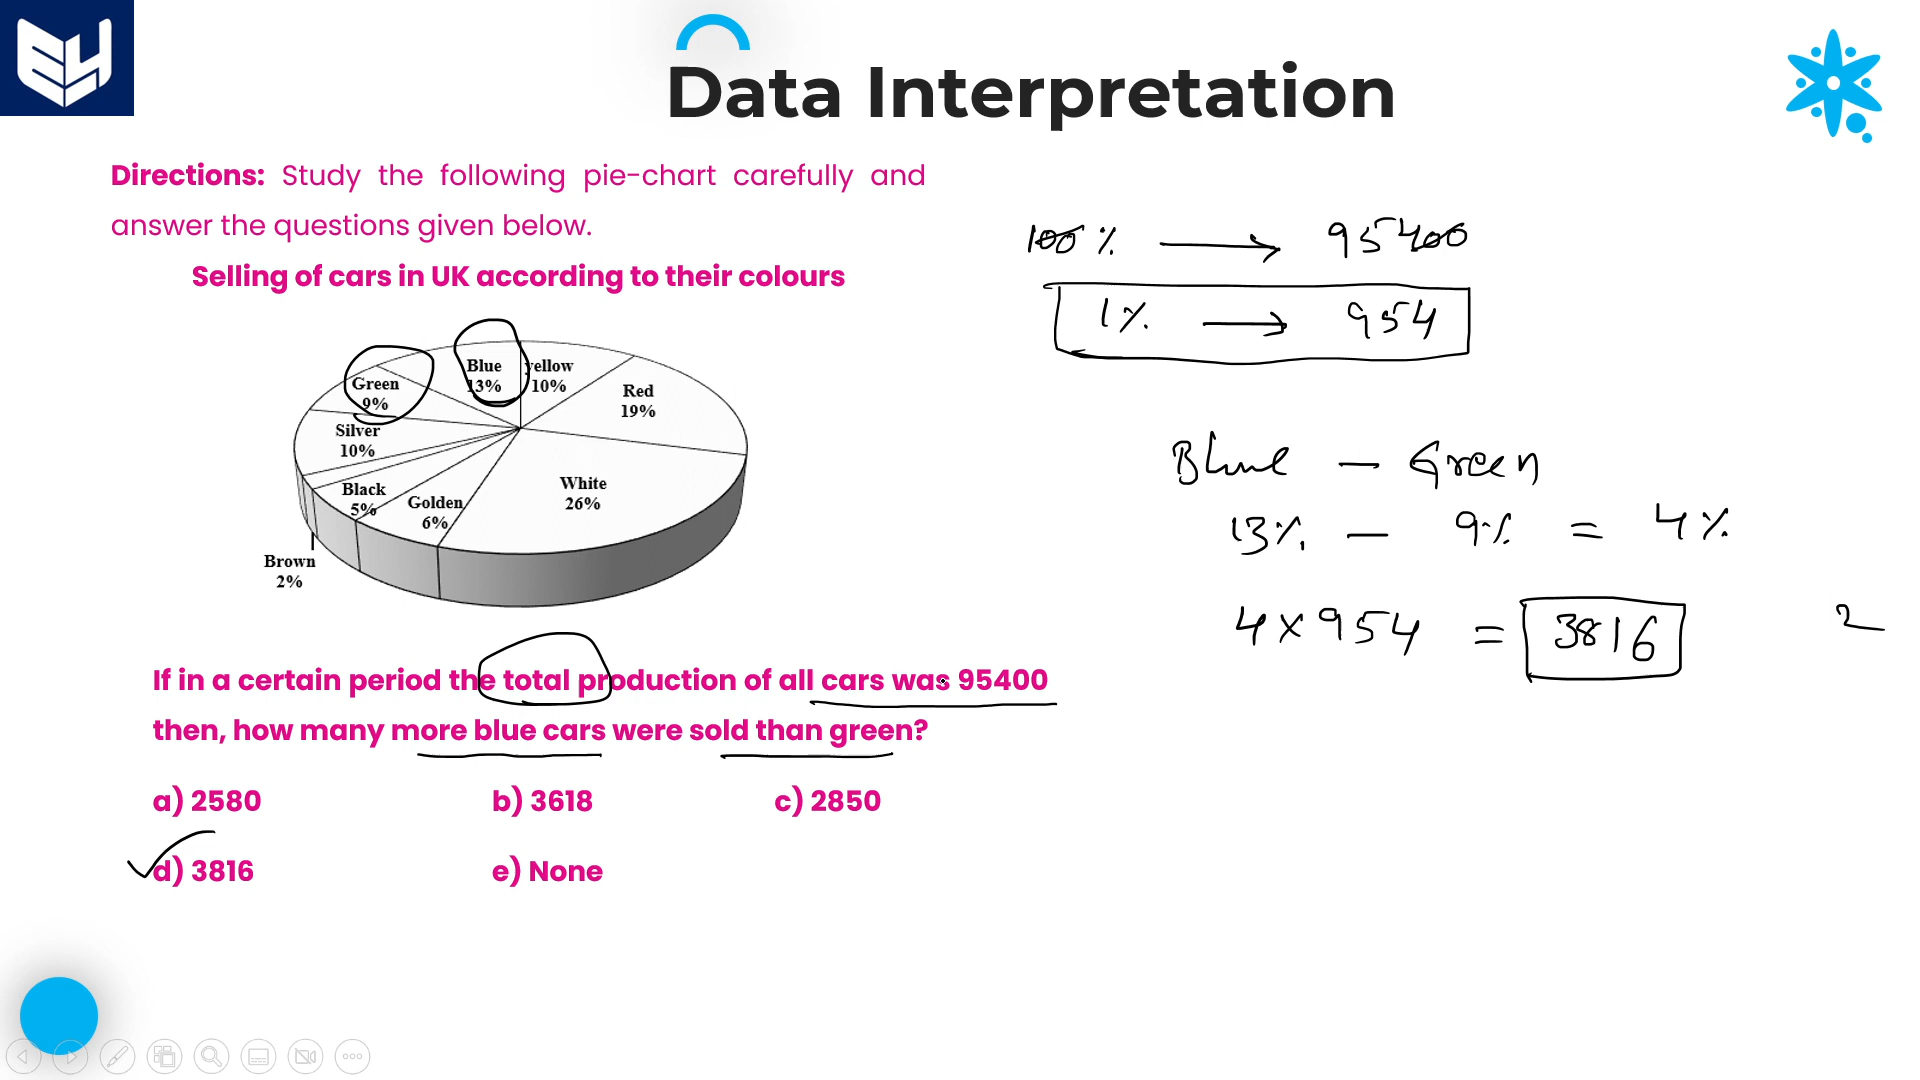 Data Interpretation
Directions: Study the following pie-chart carefully and
answer the questions given below.
Selling of cars in UK according to their colours
Blue
13%
yellow
10%
Green
9%
Red
19%
Silver
10%
White
26%
Black
5%
Golden
6%
Brown
2%
If in a certain period the total production of all cars was 95400
then, how many more blue cars were sold than green?
a) 2580
b) 3618
c) 2850
d) 3816
e) None
100 % → 95400
1% → 954
Blue – Green
13% – 9% = 4%
4 × 954 = 3816